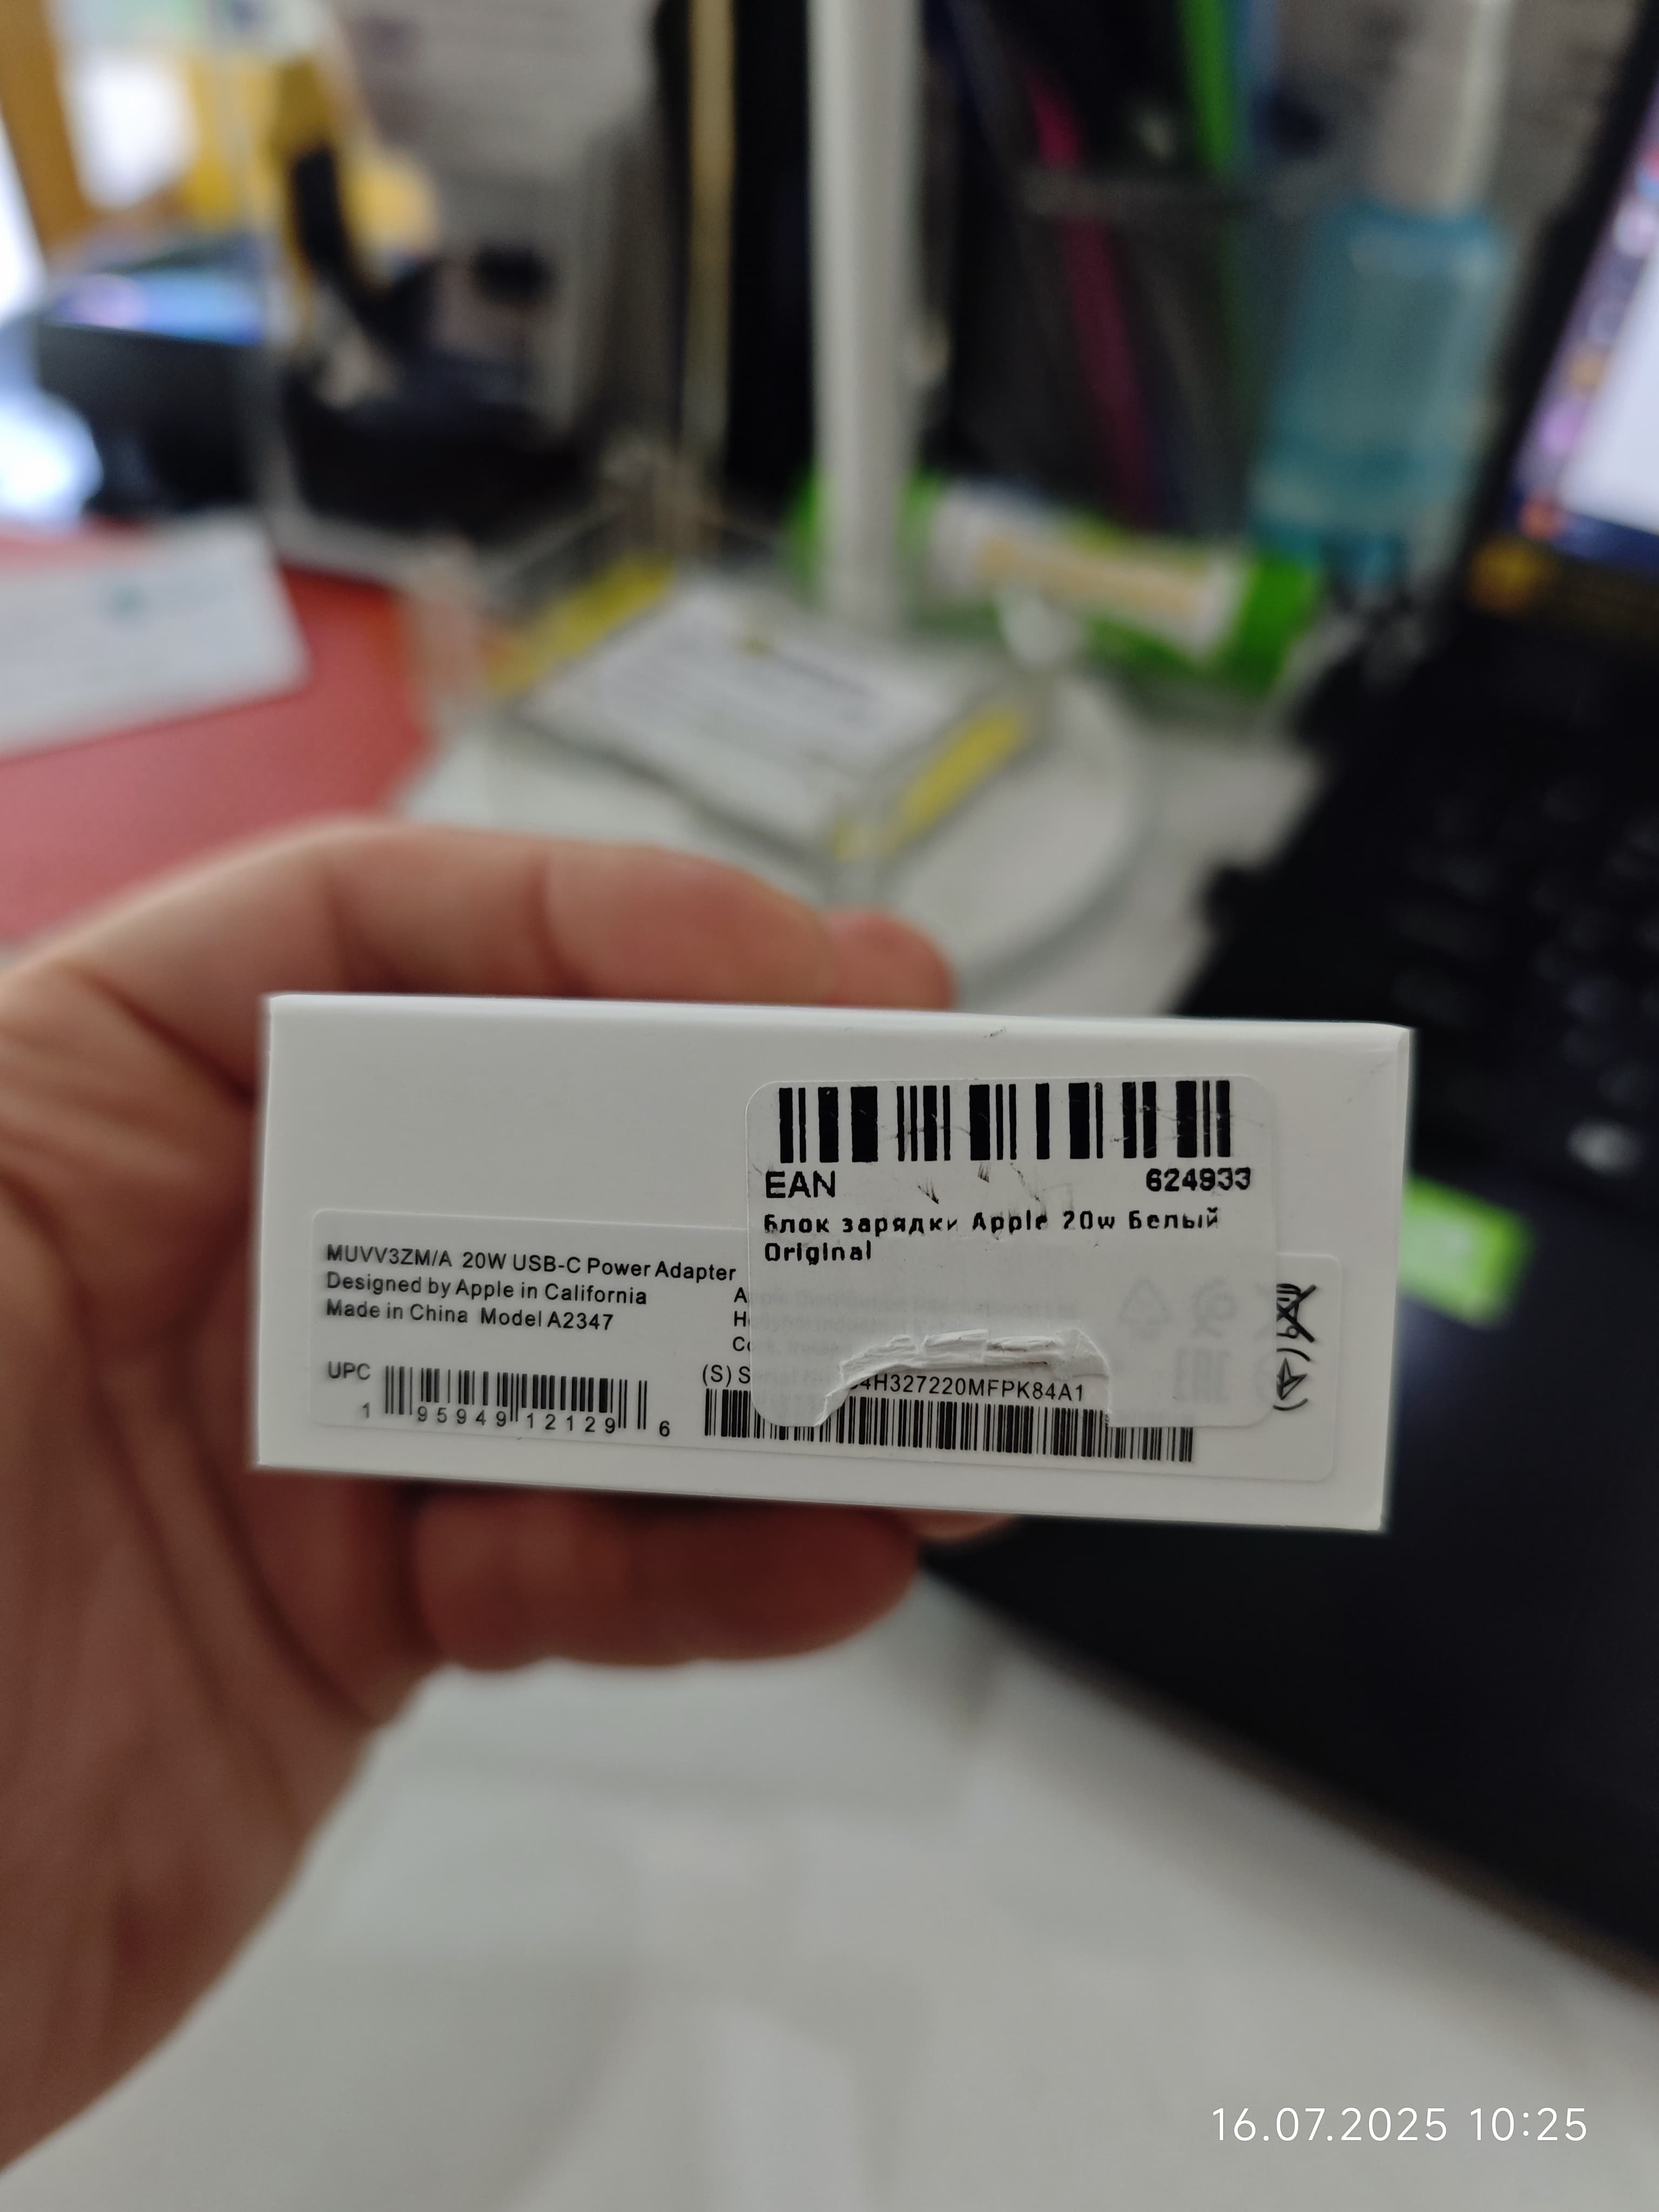 EAN 624933
Блок зарядки Apple 20w Белый
Original
MUVV3ZM/A 20W USB-C Power Adapter
Designed by Apple in California
Made in China Model A2347
UPC
1 95949 12129 6
(S) S
4H327220MFPK84A1
16.07.2025 10:25